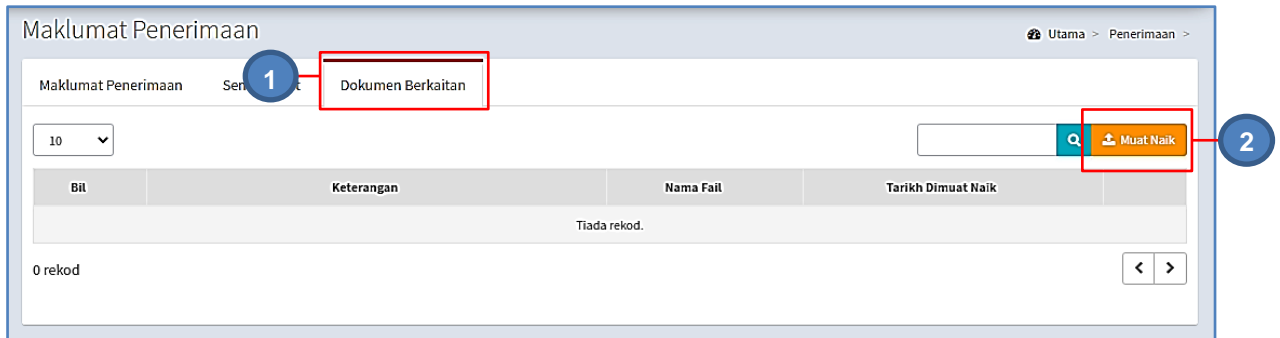 Maklumat Penerimaan
Utama > Penerimaan >
Maklumat Penerimaan
1
Dokumen Berkaitan
10
Muat Naik
2
Bil Keterangan Nama Fail Tarikh Dimuat Naik
Tiada rekod.
0 rekod